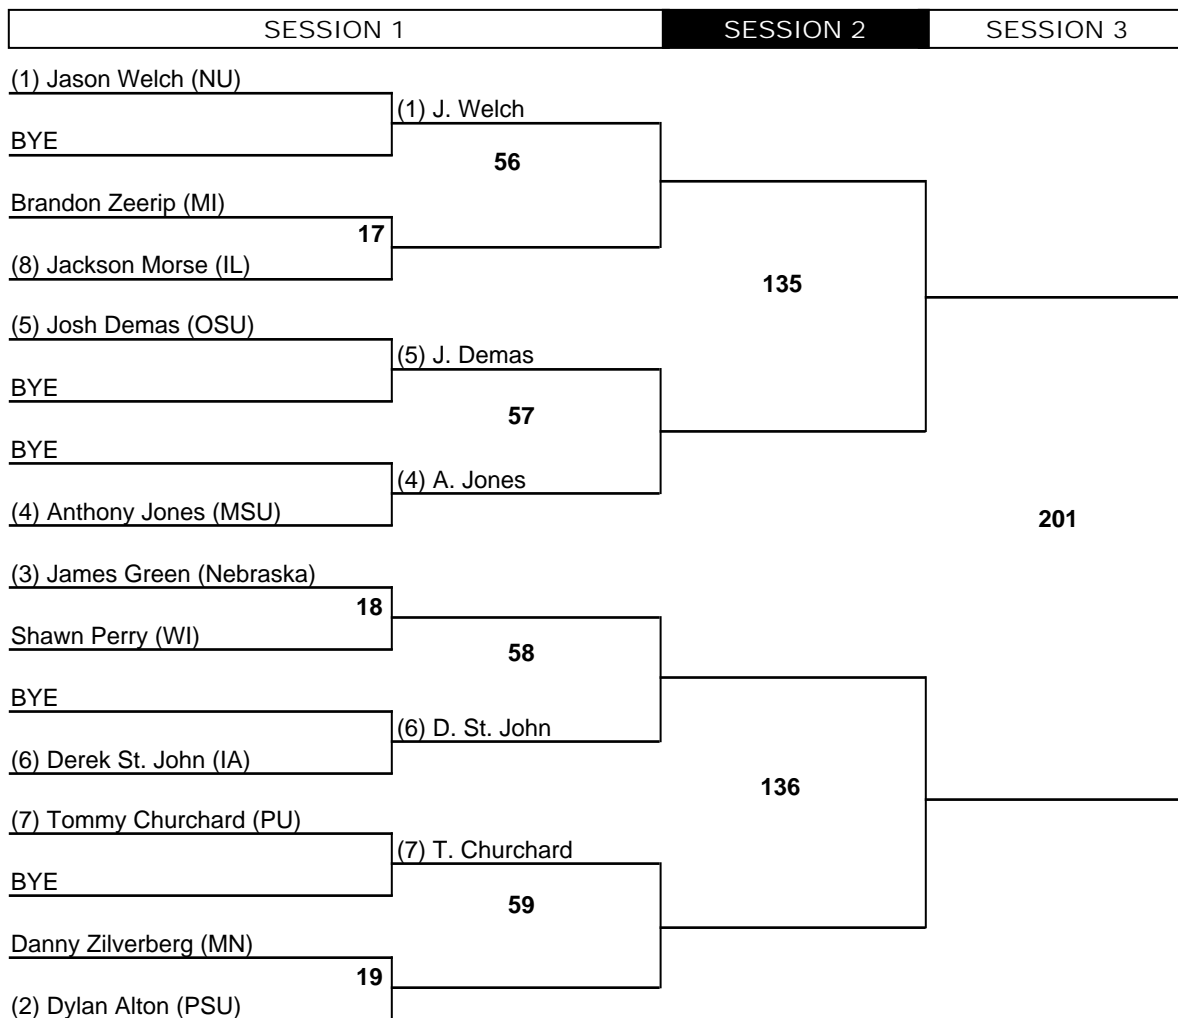 SESSION 1 SESSION 2 SESSION 3
(1) Jason Welch (NU)
(1) J. Welch
BYE
56
Brandon Zeerip (MI)
17
(8) Jackson Morse (IL)
135
(5) Josh Demas (OSU)
(5) J. Demas
BYE
57
BYE
(4) A. Jones
(4) Anthony Jones (MSU)
201
(3) James Green (Nebraska)
18
Shawn Perry (WI)
58
BYE
(6) D. St. John
(6) Derek St. John (IA)
136
(7) Tommy Churchard (PU)
(7) T. Churchard
BYE
59
Danny Zilverberg (MN)
19
(2) Dylan Alton (PSU)